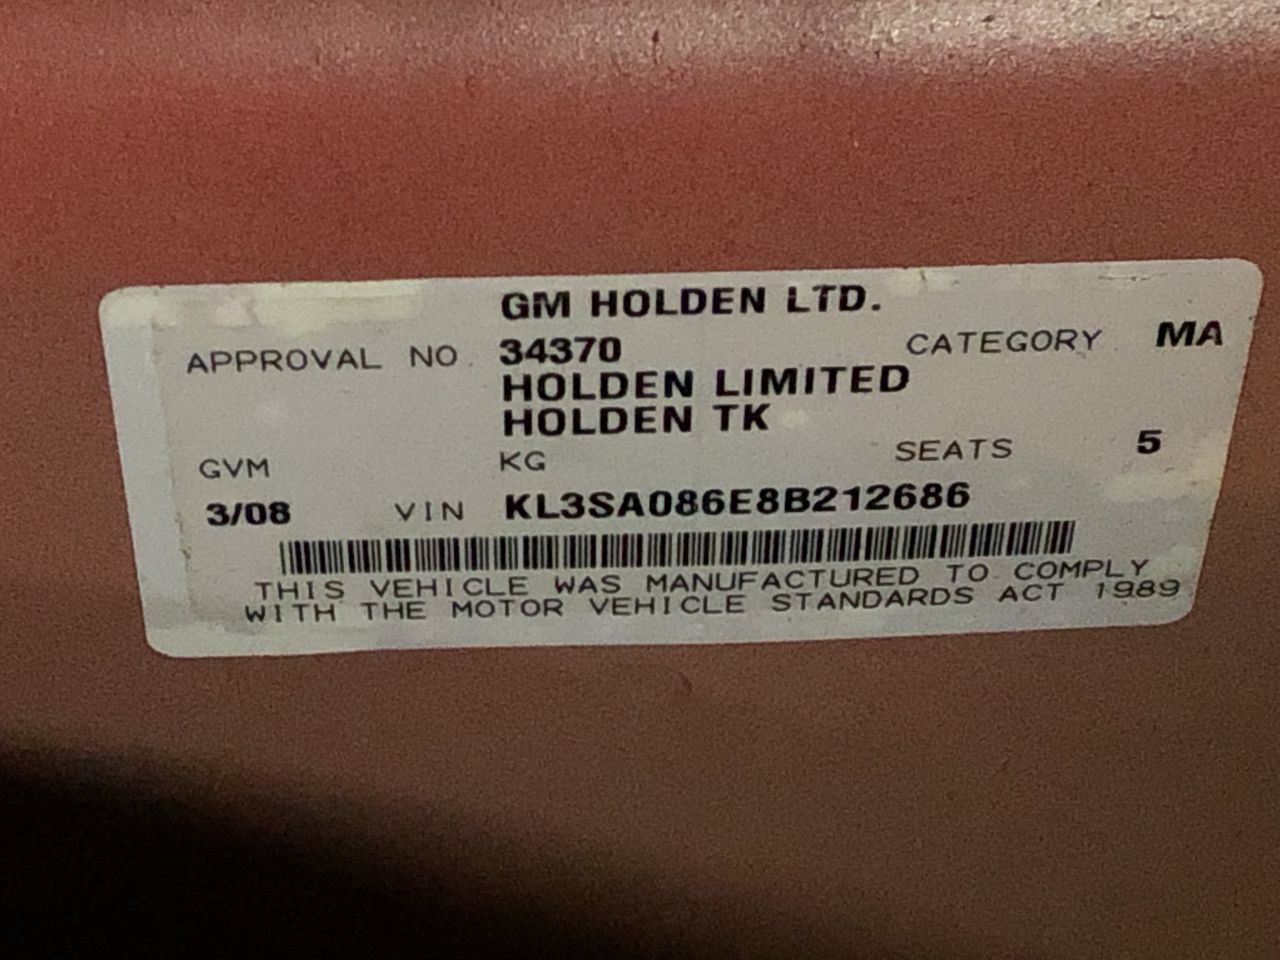 GM HOLDEN LTD.
APPROVAL NO. 34370 CATEGORY MA
HOLDEN LIMITED
HOLDEN TK
GVM KG SEATS 5
3/08 VIN KL3SA086E8B212686
THIS VEHICLE WAS MANUFACTURED TO COMPLY
WITH THE MOTOR VEHICLE STANDARDS ACT 1989